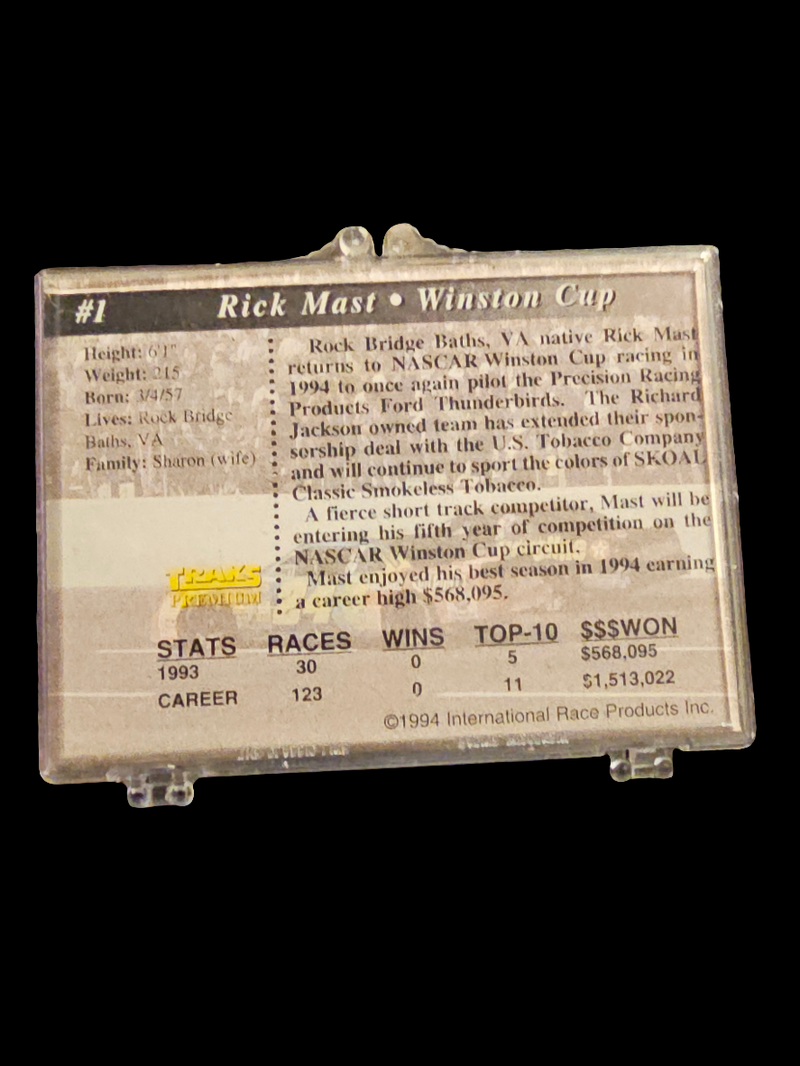 #1 Rick Mast • Winston Cup
Height: 6'1"
Weight: 215
Born: 3/4/57
Lives: Rock Bridge
Baths, VA
Family: Sharon (wife)
Rock Bridge Baths, VA native Rick Mast
returns to NASCAR Winston Cup racing in
1994 to once again pilot the Precision Racing
Products Ford Thunderbirds. The Richard
Jackson owned team has extended their spon-
sorship deal with the U.S. Tobacco Company
and will continue to sport the colors of SKOAL
Classic Smokeless Tobacco.
A fierce short track competitor, Mast will be
entering his fifth year of competition on the
NASCAR Winston Cup circuit.
Mast enjoyed his best season in 1994 earning
a career high $568,095.
TRAKS
PREMIUM
STATS RACES WINS TOP-10 $$$WON
1993 30 0 5 $568,095
CAREER 123 0 11 $1,513,022
©1994 International Race Products Inc.